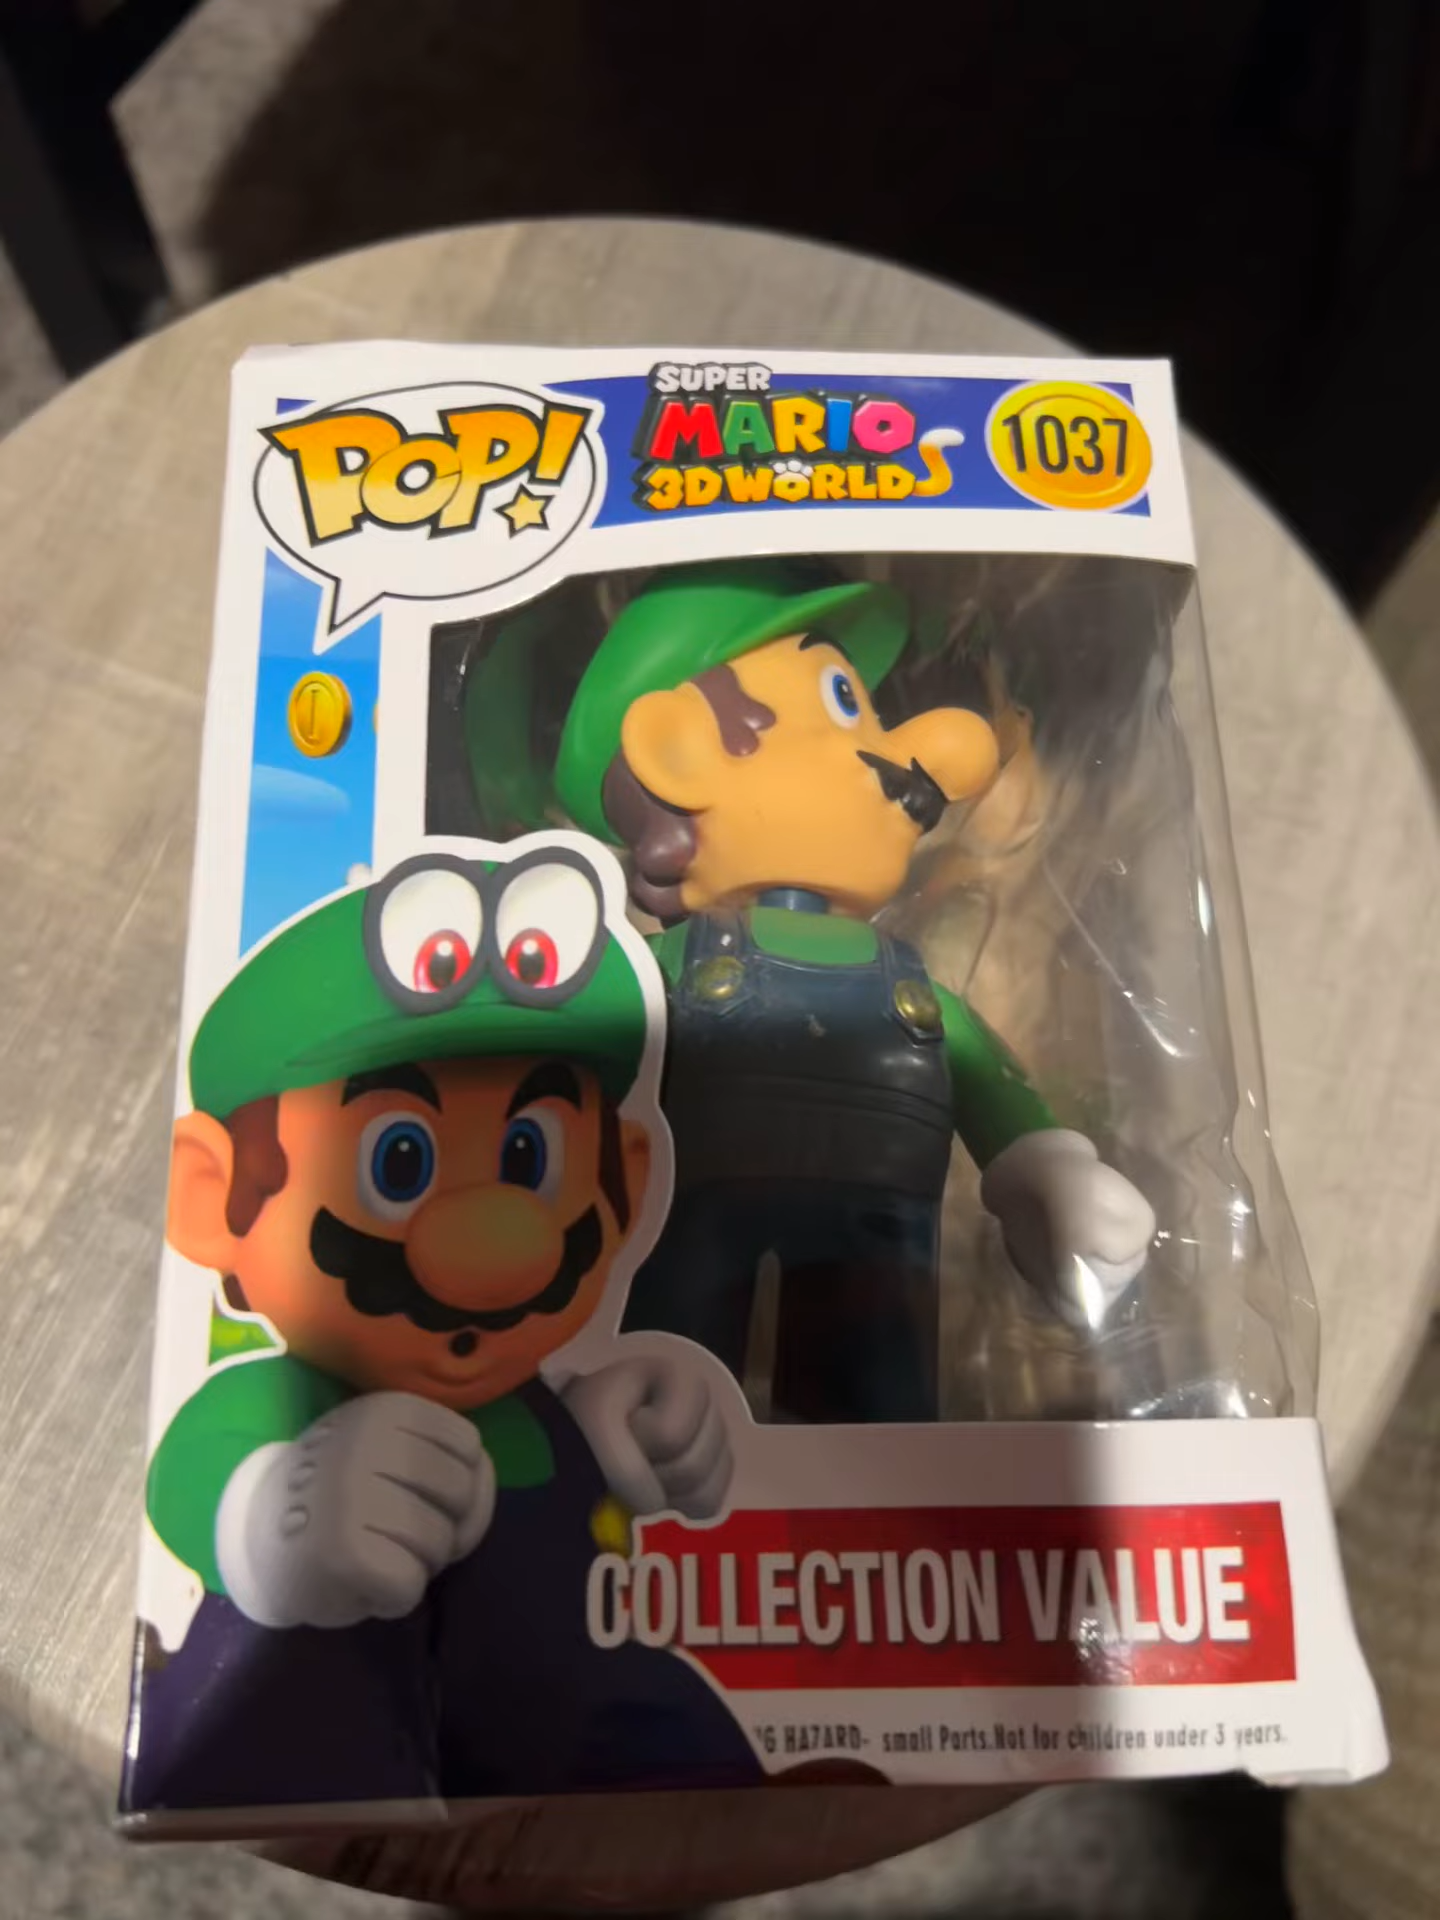 POP!
SUPER
MARIO
3D WORLD S
1037
COLLECTION VALUE
G HAZARD- small Parts.Not for children under 3 years.